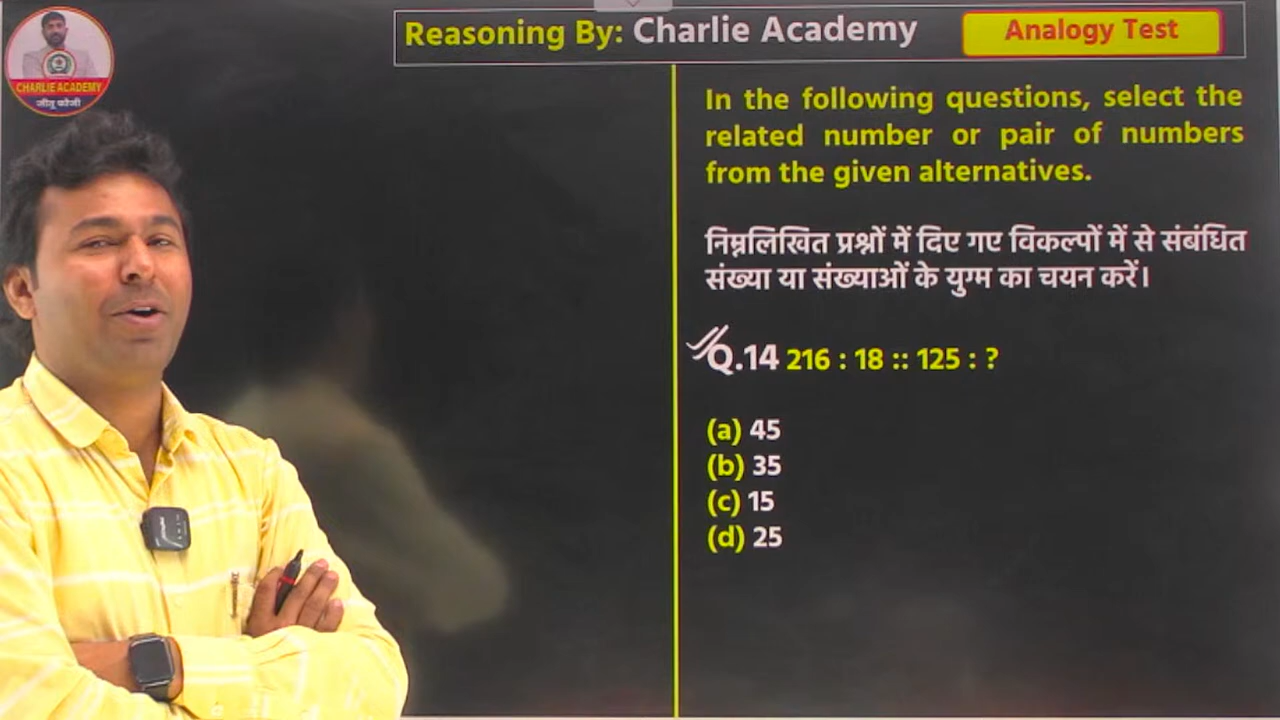 Reasoning By: Charlie Academy
Analogy Test
CHARLIE ACADEMY
जीतू फौजी
In the following questions, select the
related number or pair of numbers
from the given alternatives.
निम्नलिखित प्रश्नों में दिए गए विकल्पों में से संबंधित
संख्या या संख्याओं के युग्म का चयन करें।
Q.14 216 : 18 :: 125 : ?
(a) 45
(b) 35
(c) 15
(d) 25